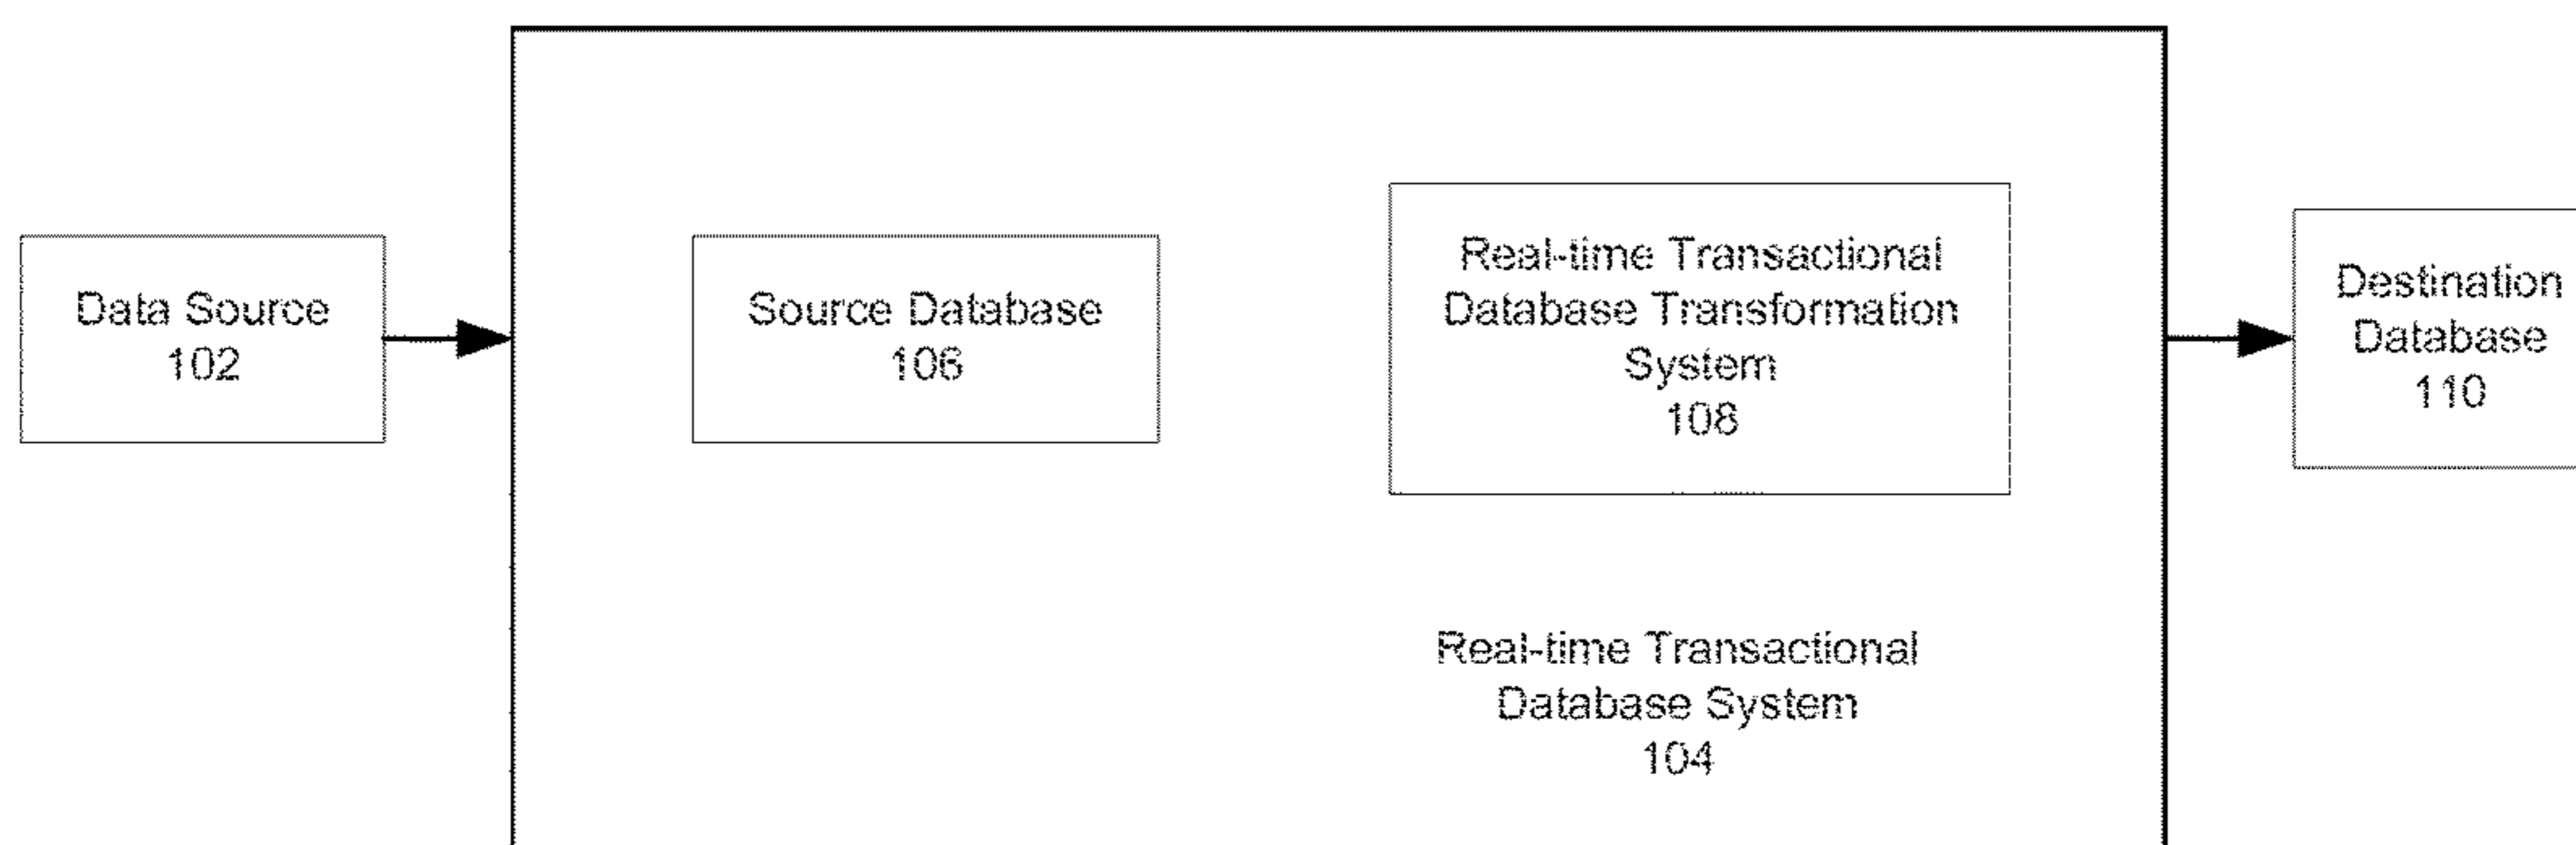 Data Source
102
Source Database
106
Real-time Transactional
Database Transformation
System
108
Real-time Transactional
Database System
104
Destination
Database
110